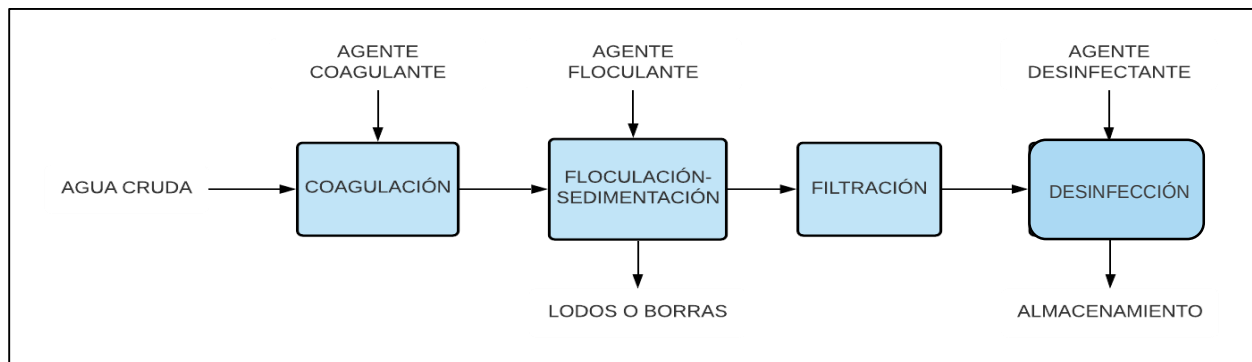 AGENTE
COAGULANTE
AGENTE
FLOCULANTE
AGENTE
DESINFECTANTE
AGUA CRUDA
COAGULACIÓN
FLOCULACIÓN-
SEDIMENTACIÓN
FILTRACIÓN
DESINFECCIÓN
LODOS O BORRAS
ALMACENAMIENTO